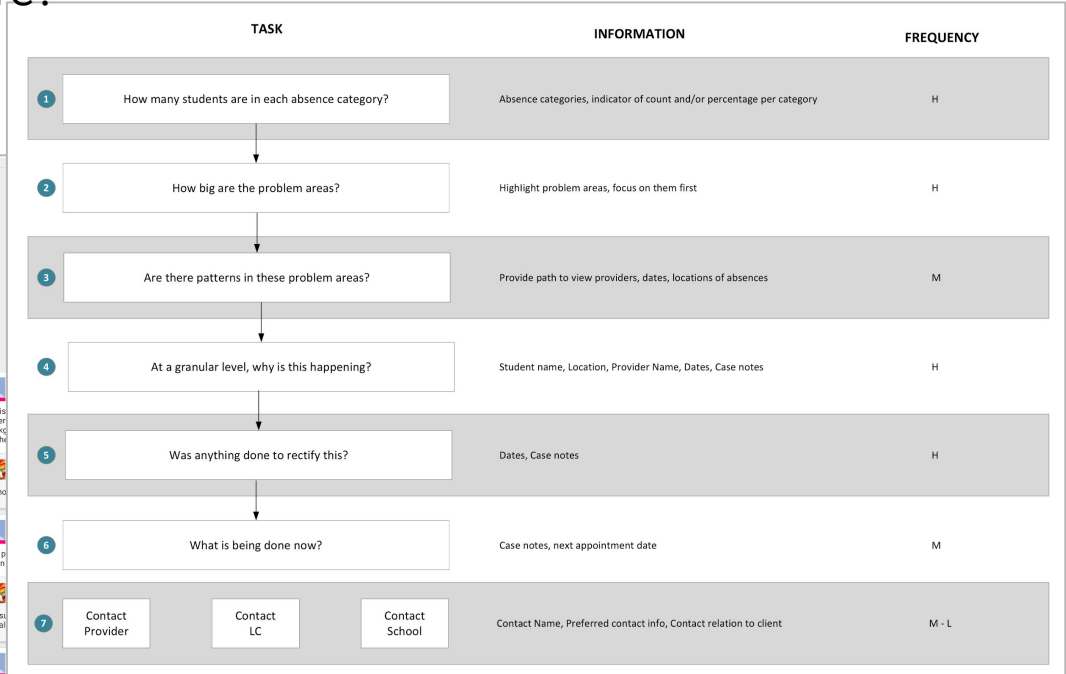 TASK
INFORMATION
FREQUENCY
1
How many students are in each absence category?
Absence categories, indicator of count and/or percentage per category
H
2
How big are the problem areas?
Highlight problem areas, focus on them first
H
3
Are there patterns in these problem areas?
Provide path to view providers, dates, locations of absences
M
4
At a granular level, why is this happening?
Student name, Location, Provider Name, Dates, Case notes
H
5
Was anything done to rectify this?
Dates, Case notes
H
6
What is being done now?
Case notes, next appointment date
M
7
Contact
Provider
Contact
LC
Contact
School
Contact Name, Preferred contact info, Contact relation to client
M - L